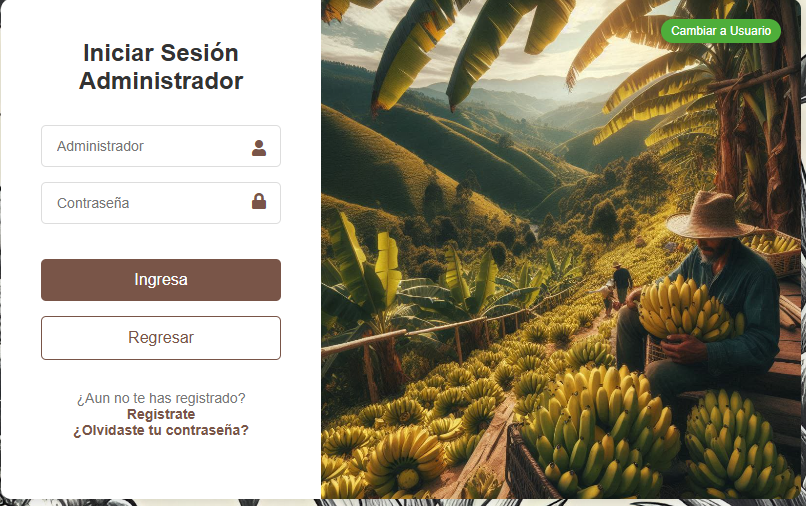 Iniciar Sesión
Administrador
Administrador
Contraseña
Ingresa
Regresar
¿Aun no te has registrado?
Registrate
¿Olvidaste tu contraseña?
Cambiar a Usuario